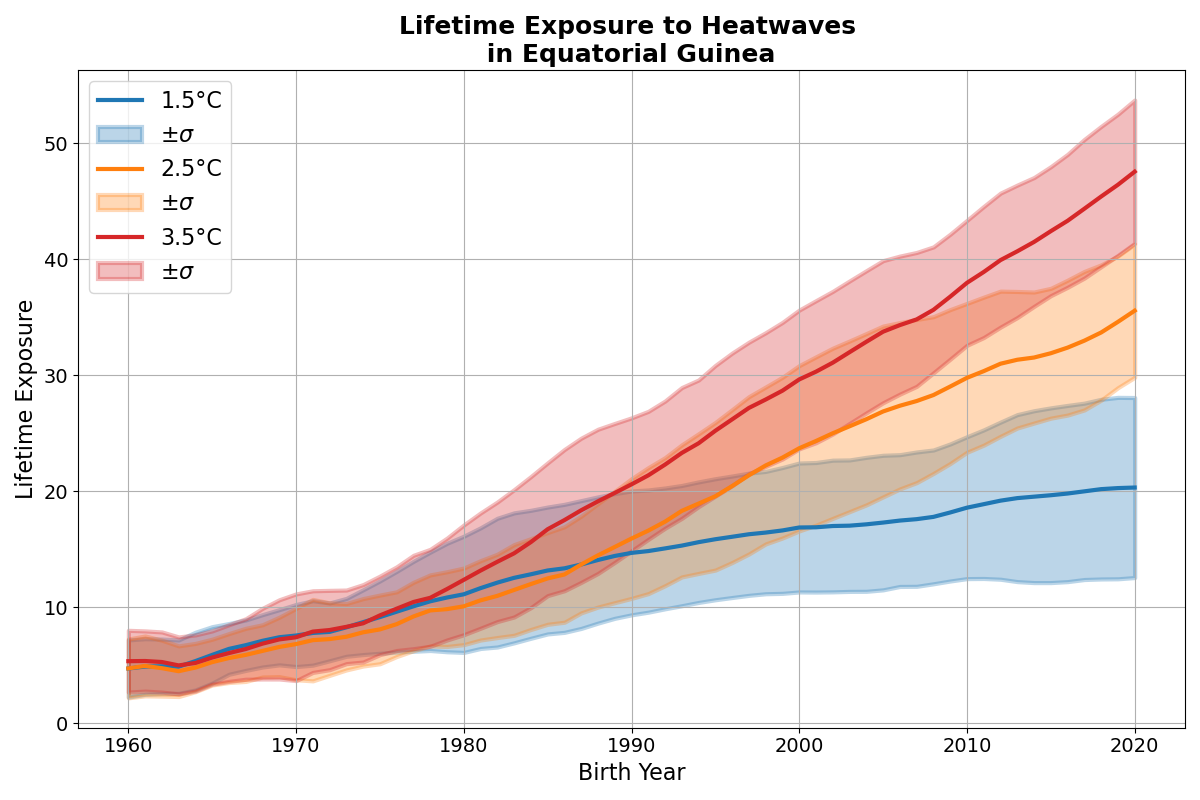 Lifetime Exposure to Heatwaves
in Equatorial Guinea
1.5°C
±σ
2.5°C
±σ
3.5°C
±σ
Lifetime Exposure
50
40
30
20
10
0
1960 1970 1980 1990 2000 2010 2020
Birth Year